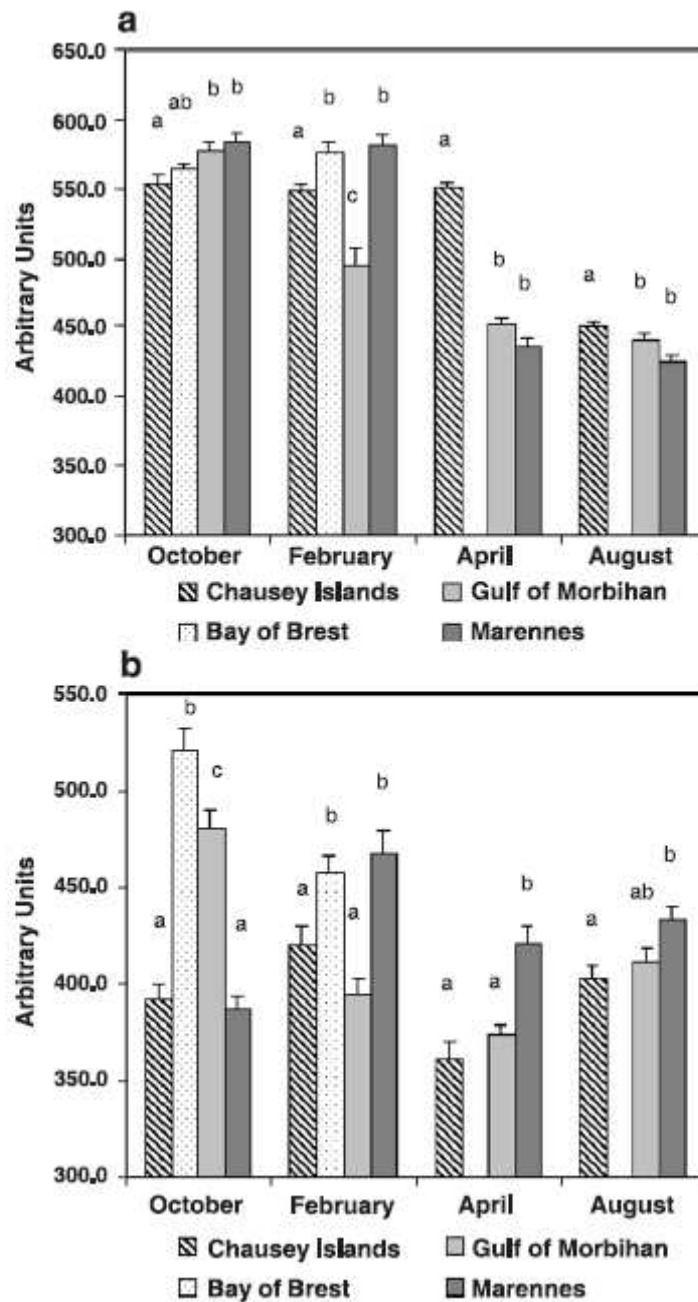 a
650.0
600.0
550.0
500.0
450.0
400.0
350.0
300.0
Arbitrary Units
a ab b b
a b c b
a b b
a b b
October February April August
Chausey Islands Gulf of Morbihan
Bay of Brest Marennes
b
550.0
500.0
450.0
400.0
350.0
300.0
Arbitrary Units
a b c a
a b a b
a a b
a ab b
October February April August
Chausey Islands Gulf of Morbihan
Bay of Brest Marennes